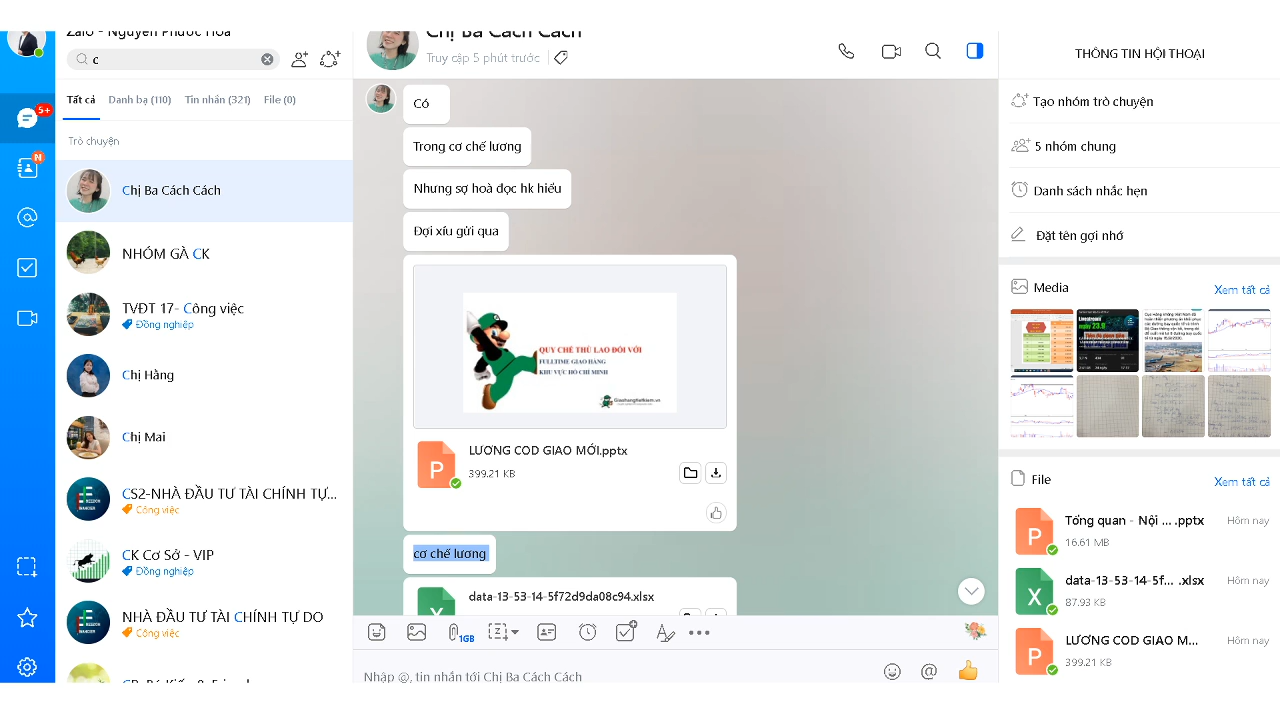 Zalo - Nguyễn Phước Hoà
c
Tất cả
Danh bạ (110)
Tin nhắn (321)
File (0)
5+
N
Trò chuyện
Chị Ba Cách Cách
NHÓM GÀ CK
TVĐT 17- Công việc
Đồng nghiệp
Chị Hằng
Chị Mai
CS2-NHÀ ĐẦU TƯ TÀI CHÍNH TỰ...
Công việc
CK Cơ Sở - VIP
Đồng nghiệp
NHÀ ĐẦU TƯ TÀI CHÍNH TỰ DO
Công việc
Chị Ba Cách Cách
Truy cập 5 phút trước
Có
Trong cơ chế lương
Nhưng sợ hoà đọc hk hiểu
Đợi xíu gửi qua
QUY CHẾ THÙ LAO ĐỐI VỚI
FULLTIME GIAO HÀNG
KHU VỰC HỒ CHÍ MINH
Giaohangtietkiem.vn
P
LƯƠNG COD GIAO MỚI.pptx
399.21 KB
cơ chế lương
X
data-13-53-14-5f72d9da08c94.xlsx
1GB
Nhập @, tin nhắn tới Chị Ba Cách Cách
THÔNG TIN HỘI THOẠI
Tạo nhóm trò chuyện
5 nhóm chung
Danh sách nhắc hẹn
Đặt tên gợi nhớ
Media
Xem tất cả
Livestream
ngày 23.9
File
Xem tất cả
P
Tổng quan - Nội ... .pptx
Hôm nay
16.61 MB
X
data-13-53-14-5f... .xlsx
Hôm nay
87.93 KB
P
LƯƠNG COD GIAO M...
Hôm nay
399.21 KB